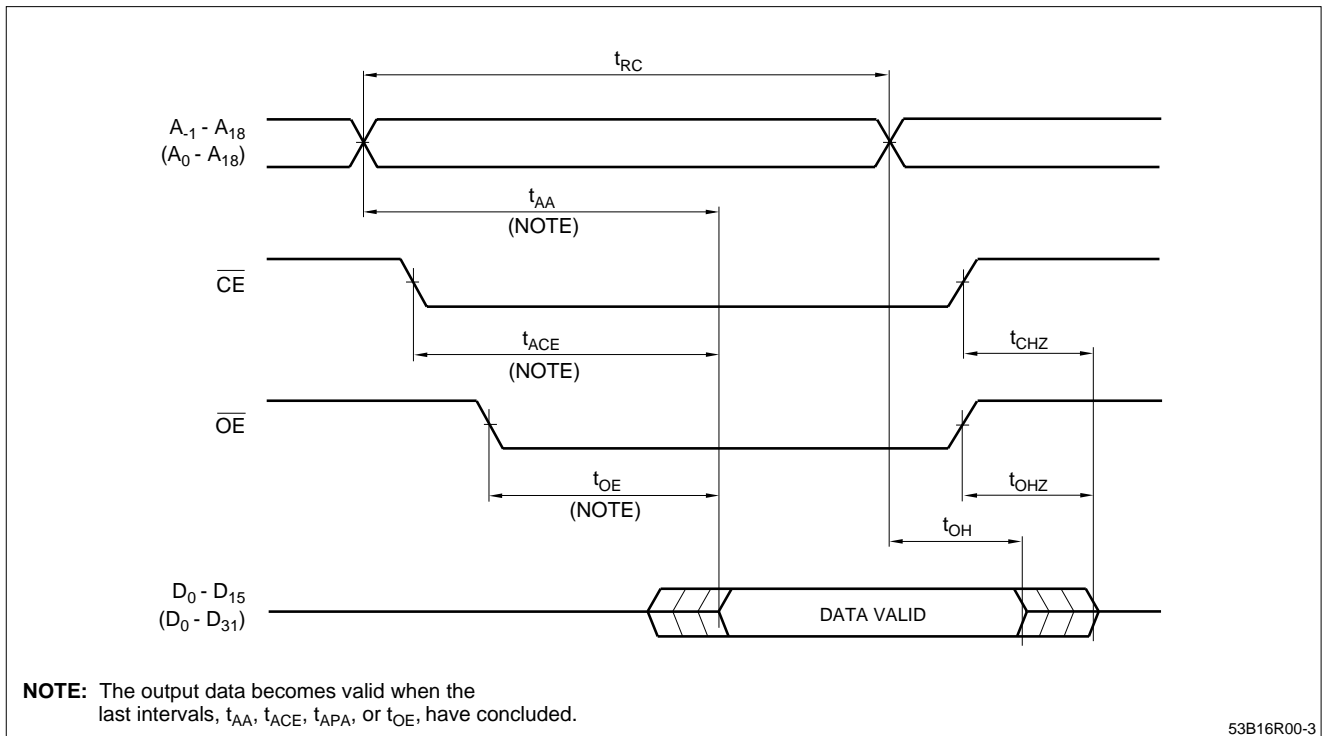 tRC
A-1 - A18
(A0 - A18)
tAA
(NOTE)
CE
tACE
(NOTE)
tCHZ
OE
tOE
(NOTE)
tOHZ
tOH
D0 - D15
(D0 - D31)
DATA VALID
NOTE: The output data becomes valid when the
last intervals, tAA, tACE, tAPA, or tOE, have concluded.
53B16R00-3